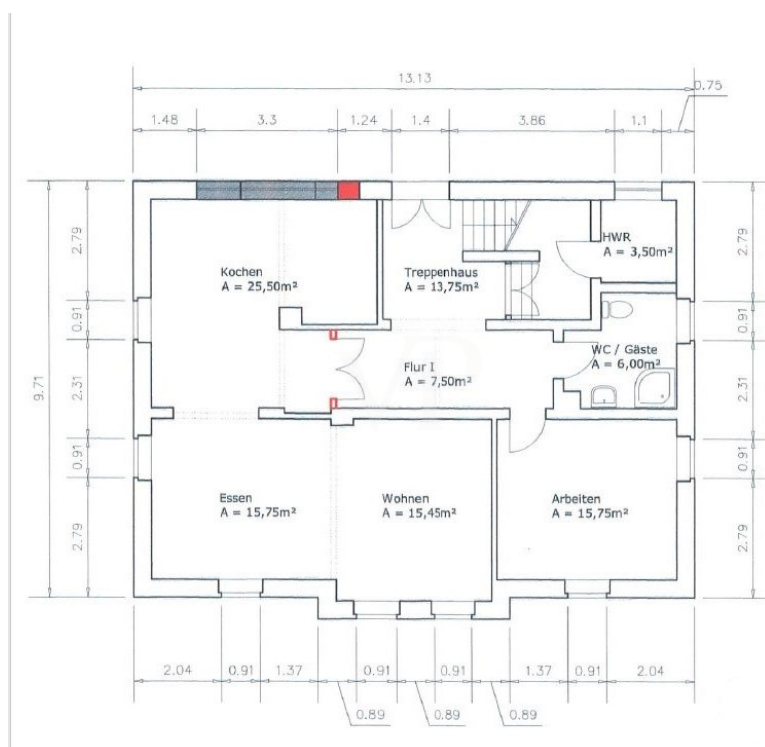 13.13
0.75
1.48
3.3
1.24
1.4
3.86
1.1
2.79
0.91
2.31
0.91
2.79
9.71
Kochen
A = 25,50m²
Treppenhaus
A = 13,75m²
HWR
A = 3,50m²
WC / Gäste
A = 6,00m²
Flur I
A = 7,50m²
Essen
A = 15,75m²
Wohnen
A = 15,45m²
Arbeiten
A = 15,75m²
2.79
0.91
2.31
0.91
2.79
2.04
0.91
1.37
0.91
0.91
1.37
0.91
2.04
0.89
0.89
0.89